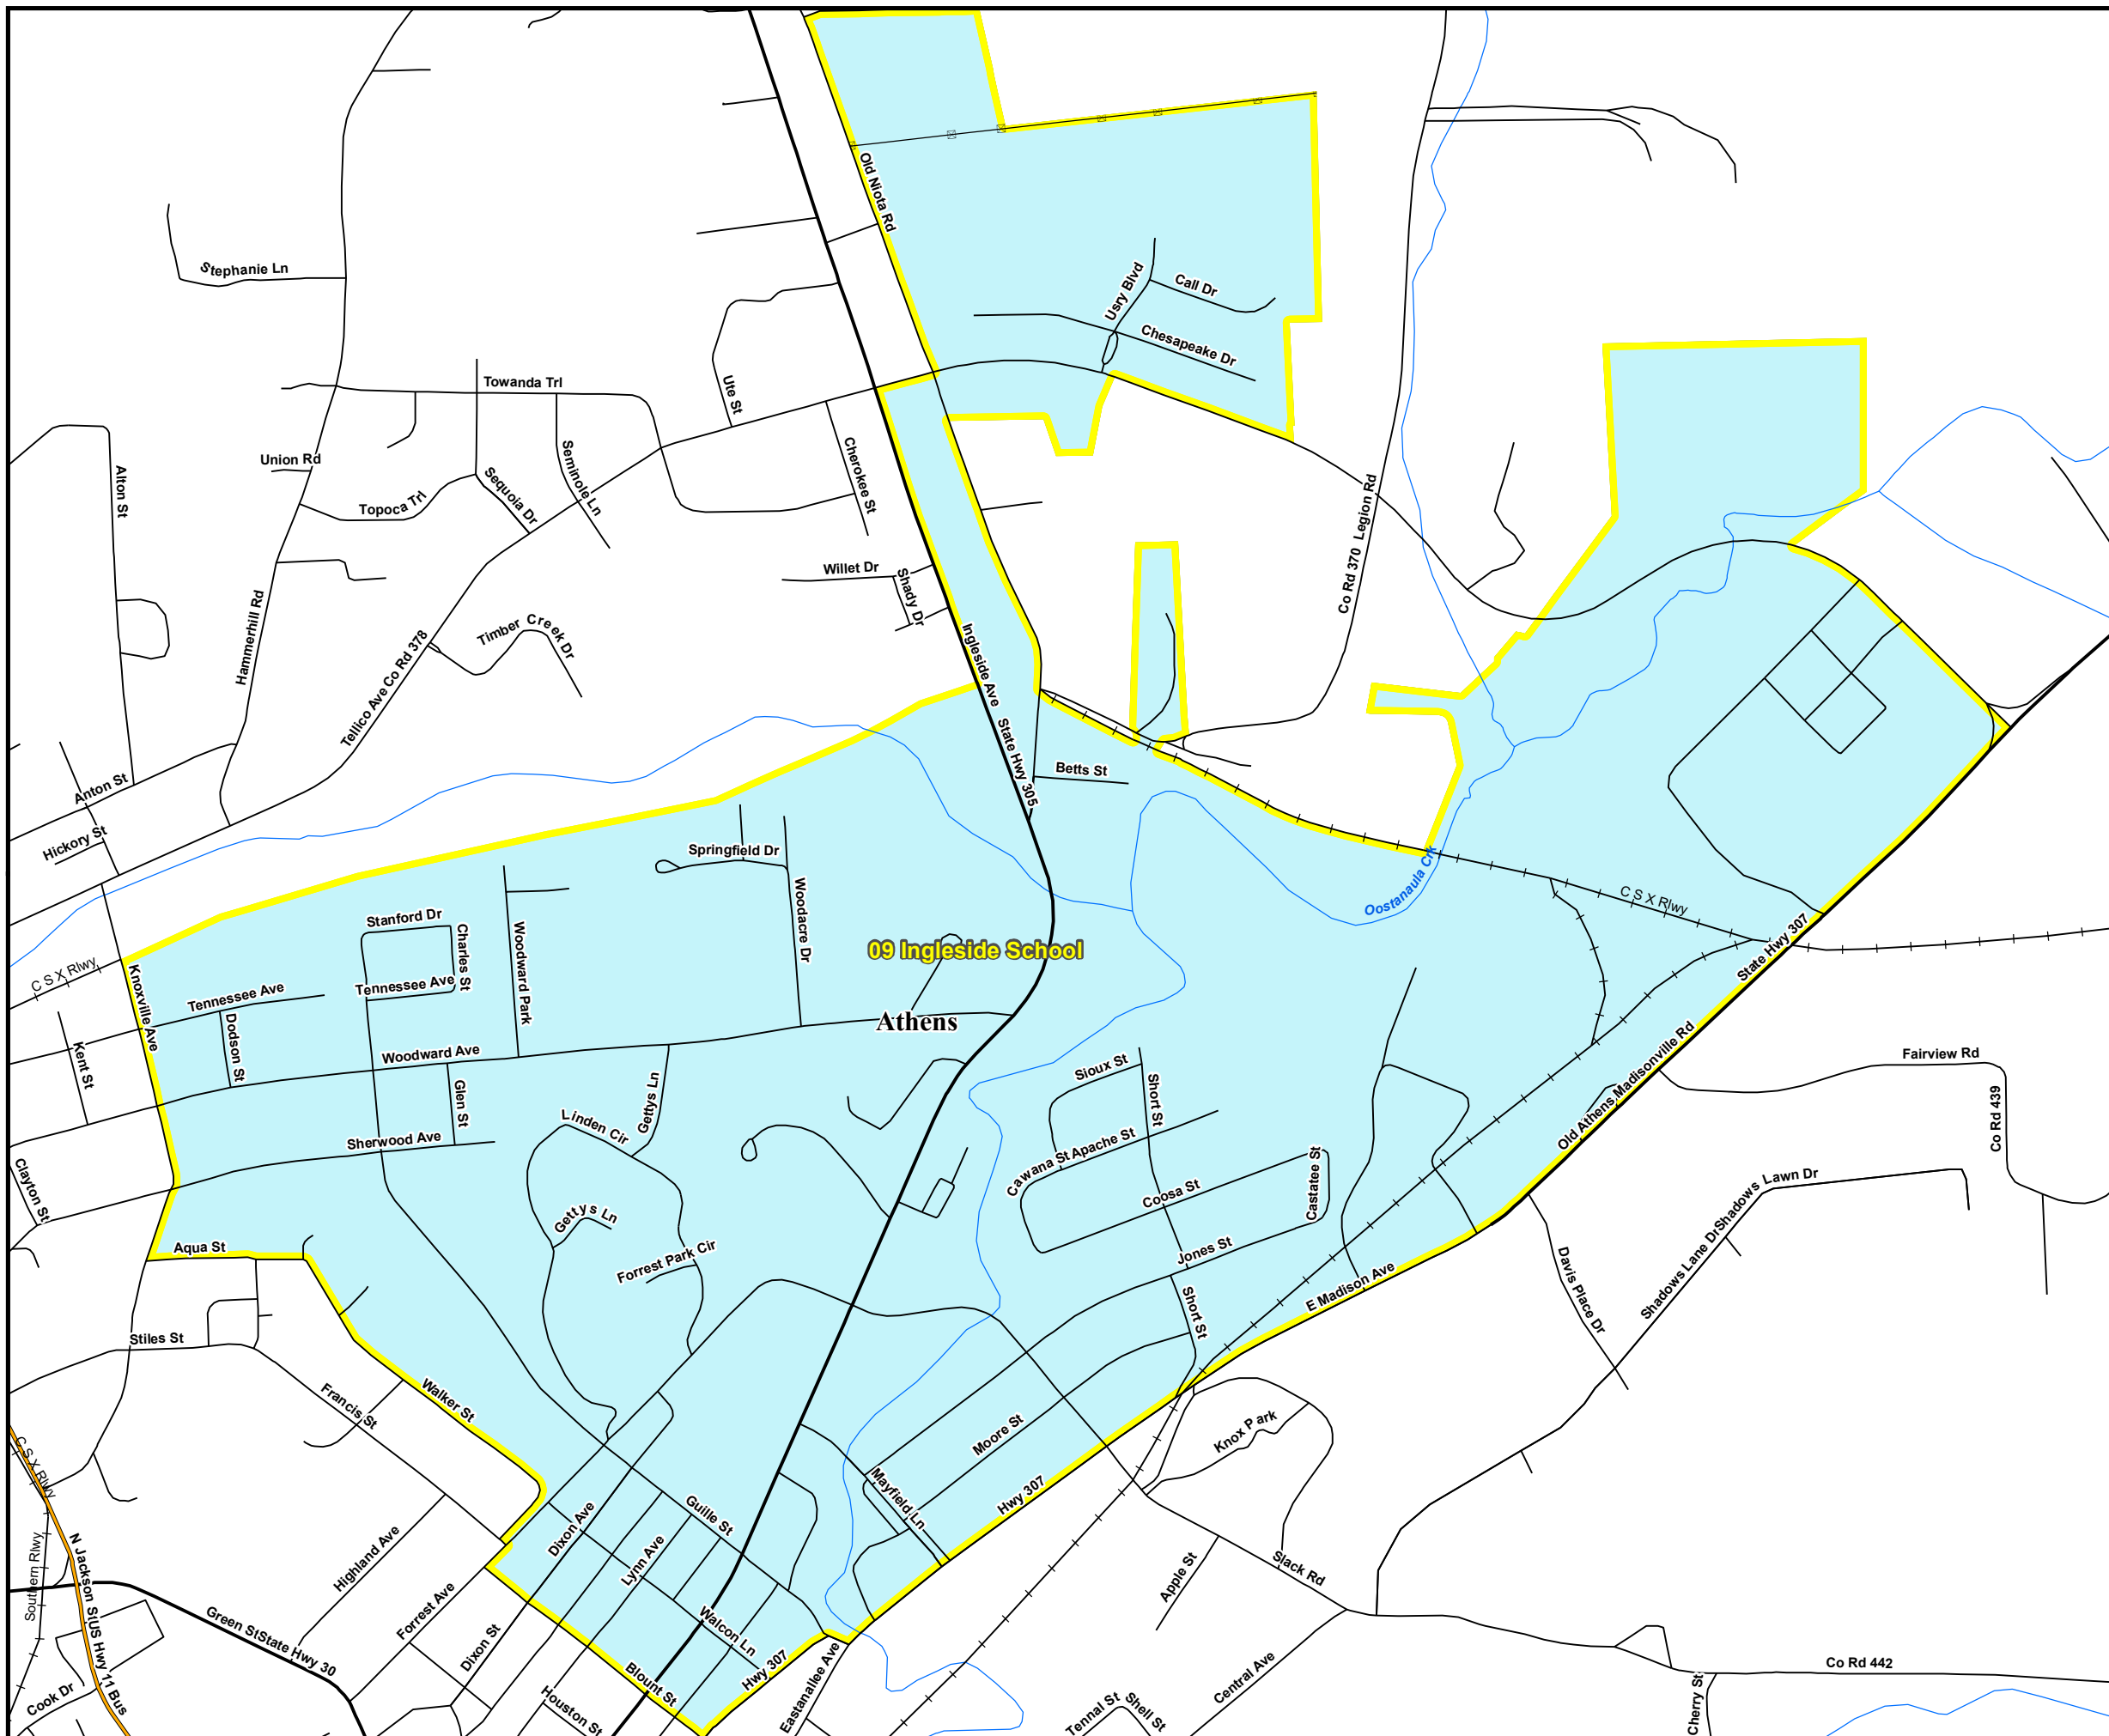 Old Niota Rd
Stephanie Ln
Usry Blvd
Call Dr
Chesapeake Dr
Towanda Trl
Ute St
Union Rd
Alton St
Topoca Trl
Sequoia Dr
Seminole Ln
Cherokee St
Co Rd 370 Legion Rd
Willet Dr
Shady Dr
Hammerhill Rd
Timber Creek Dr
Tellico Ave Co Rd 378
Ingleside Ave State Hwy 305
Betts St
Anton St
Hickory St
Springfield Dr
Oostanaula Crk
C S X Rlwy
Woodacre Dr
Stanford Dr
Charles St
Woodward Park
09 Ingleside School
State Hwy 307
C S X Rlwy
Knoxville Ave
Tennessee Ave
Tennessee Ave
Dodson St
Athens
Kent St
Woodward Ave
Glen St
Gettys Ln
Sioux St
Short St
Old Athens Madisonville Rd
Fairview Rd
Co Rd 439
Linden Cir
Sherwood Ave
Cawana St
Apache St
Castatee St
Coosa St
Clayton St
Gettys Ln
Shadows Lawn Dr
Shadows Lane Dr
Aqua St
Forrest Park Cir
Jones St
E Madison Ave
Davis Place Dr
Short St
Stiles St
Francis St
Walker St
Moore St
Knox Park
C S X Rlwy
Mayfield Ln
Hwy 307
Guille St
Dixon Ave
Lynn Ave
Highland Ave
Southern Rlwy
N Jackson St
US Hwy 11 Bus
Apple St
Slack Rd
Forrest Ave
Green St
State Hwy 30
Walcon Ln
Dixon St
Blount St
Hwy 307
Eastanallee Ave
Houston St
Cook Dr
Central Ave
Tennal St
Shell St
Co Rd 442
Cherry St